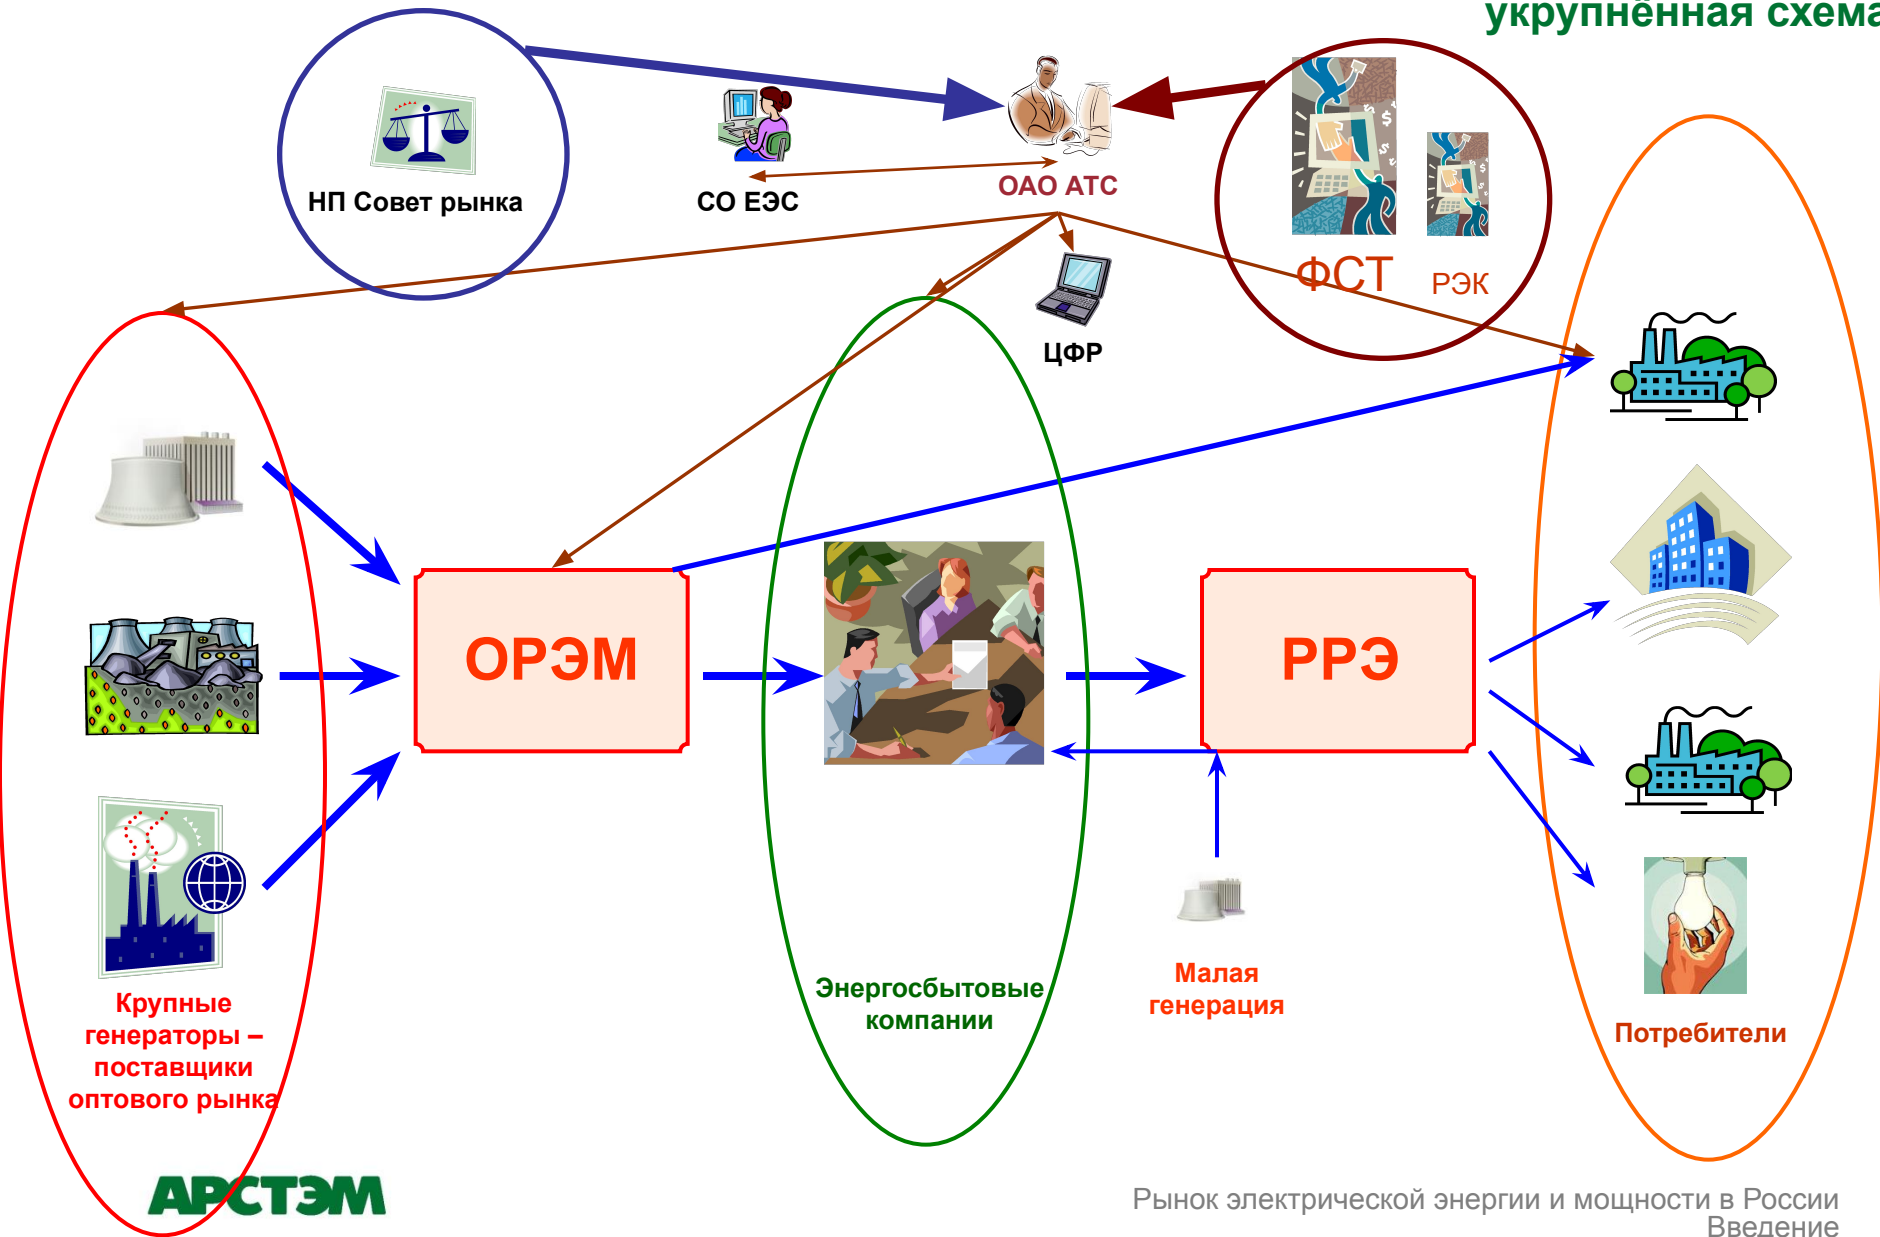 укрупнённая схема
НП Совет рынка
СО ЕЭС
ОАО АТС
ФСТ
РЭК
ЦФР
ОРЭМ
РРЭ
Крупные
генераторы –
поставщики
оптового рынка
Энергосбытовые
компании
Малая
генерация
Потребители
АРСТЭМ
Рынок электрической энергии и мощности в России
Введение